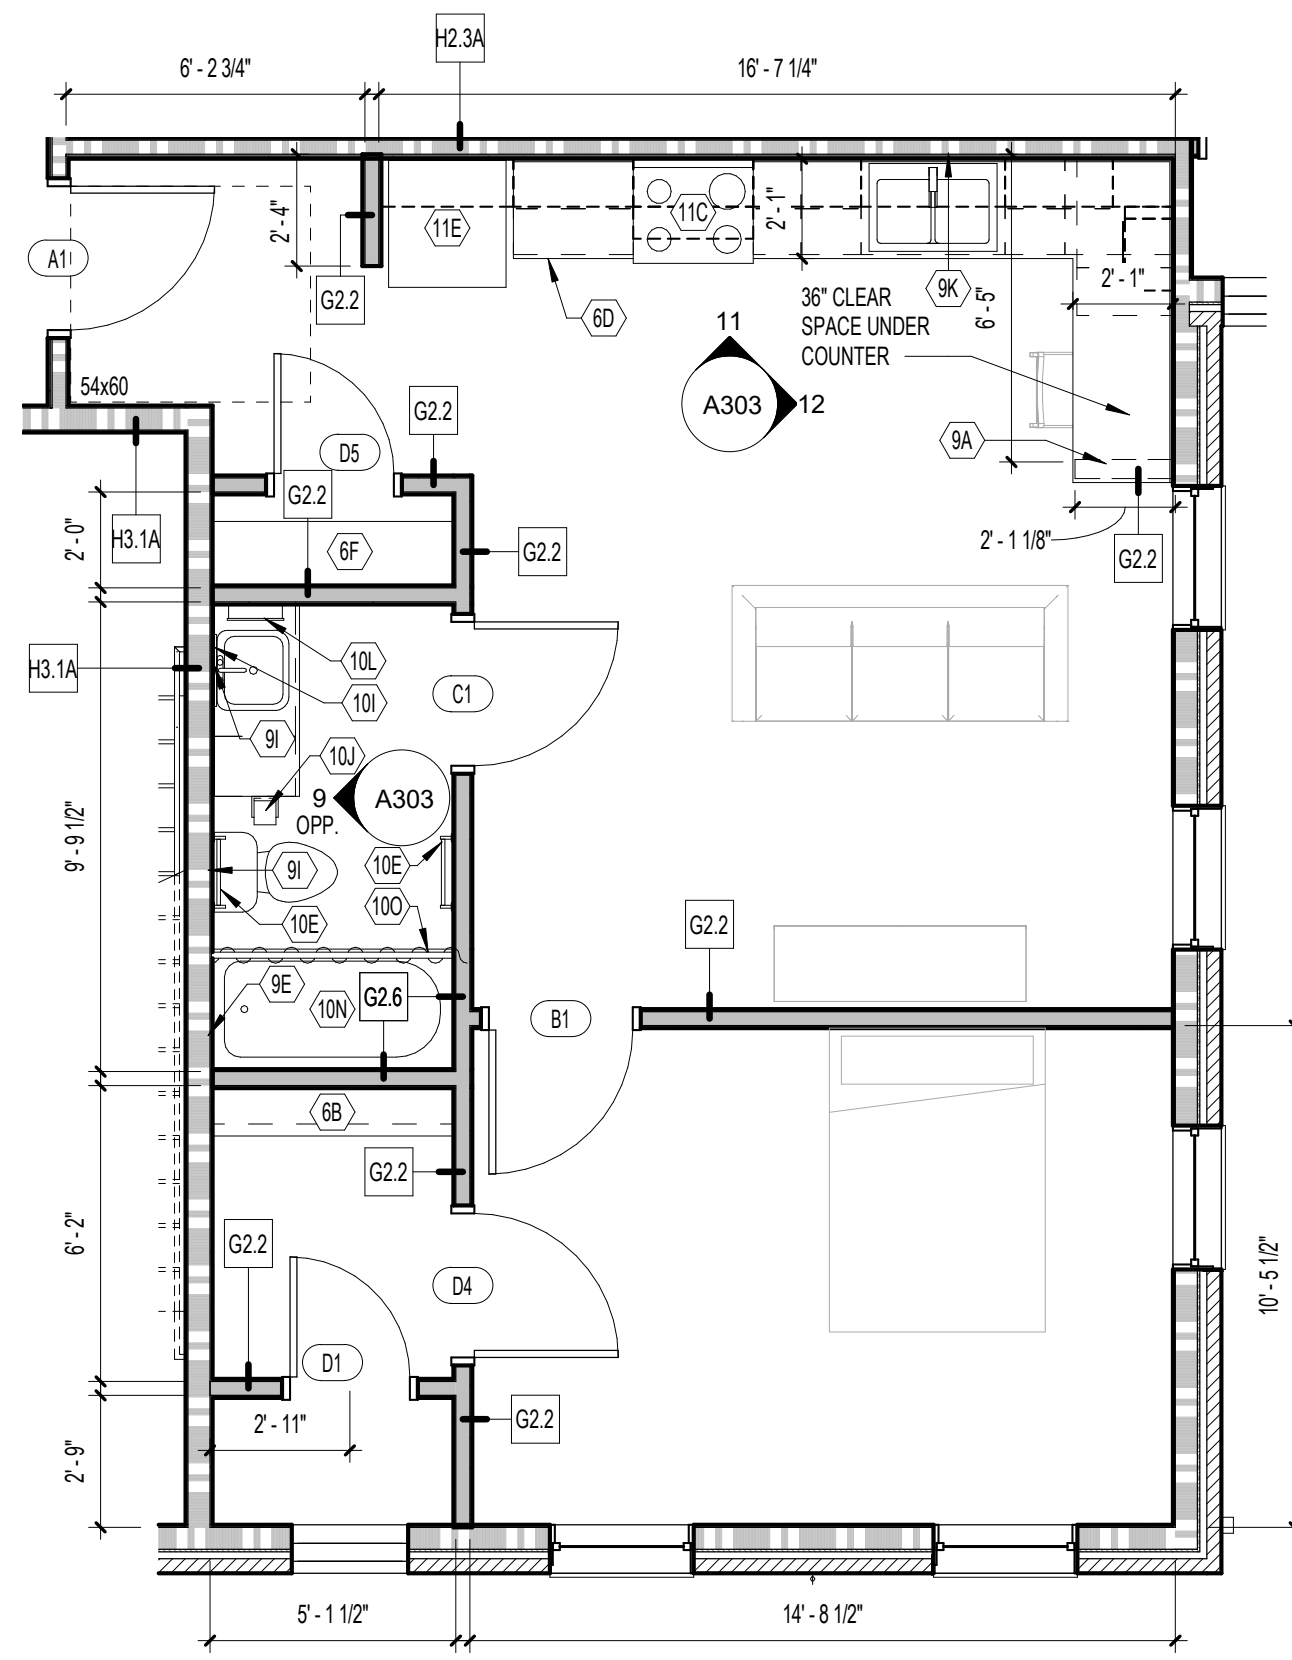 H2.3A
6' - 2 3/4"
16' - 7 1/4"
A1
2' - 4"
G2.2
11E
11C
2' - 1"
9K
6' - 5"
2' - 1"
G2.2
6D
36" CLEAR
SPACE UNDER
COUNTER
11
A303
12
54x60
G2.2
D5
9A
H3.1A
2' - 0"
G2.2
6F
G2.2
2' - 1 1/8"
G2.2
H3.1A
10L
10I
C1
9I
10J
9
OPP.
A303
9' - 9 1/2"
9I
10E
10E
10O
G2.2
9E
10N
G2.6
B1
6B
G2.2
6' - 2"
G2.2
D4
10' - 5 1/2"
D1
2' - 11"
G2.2
2' - 9"
5' - 1 1/2"
14' - 8 1/2"